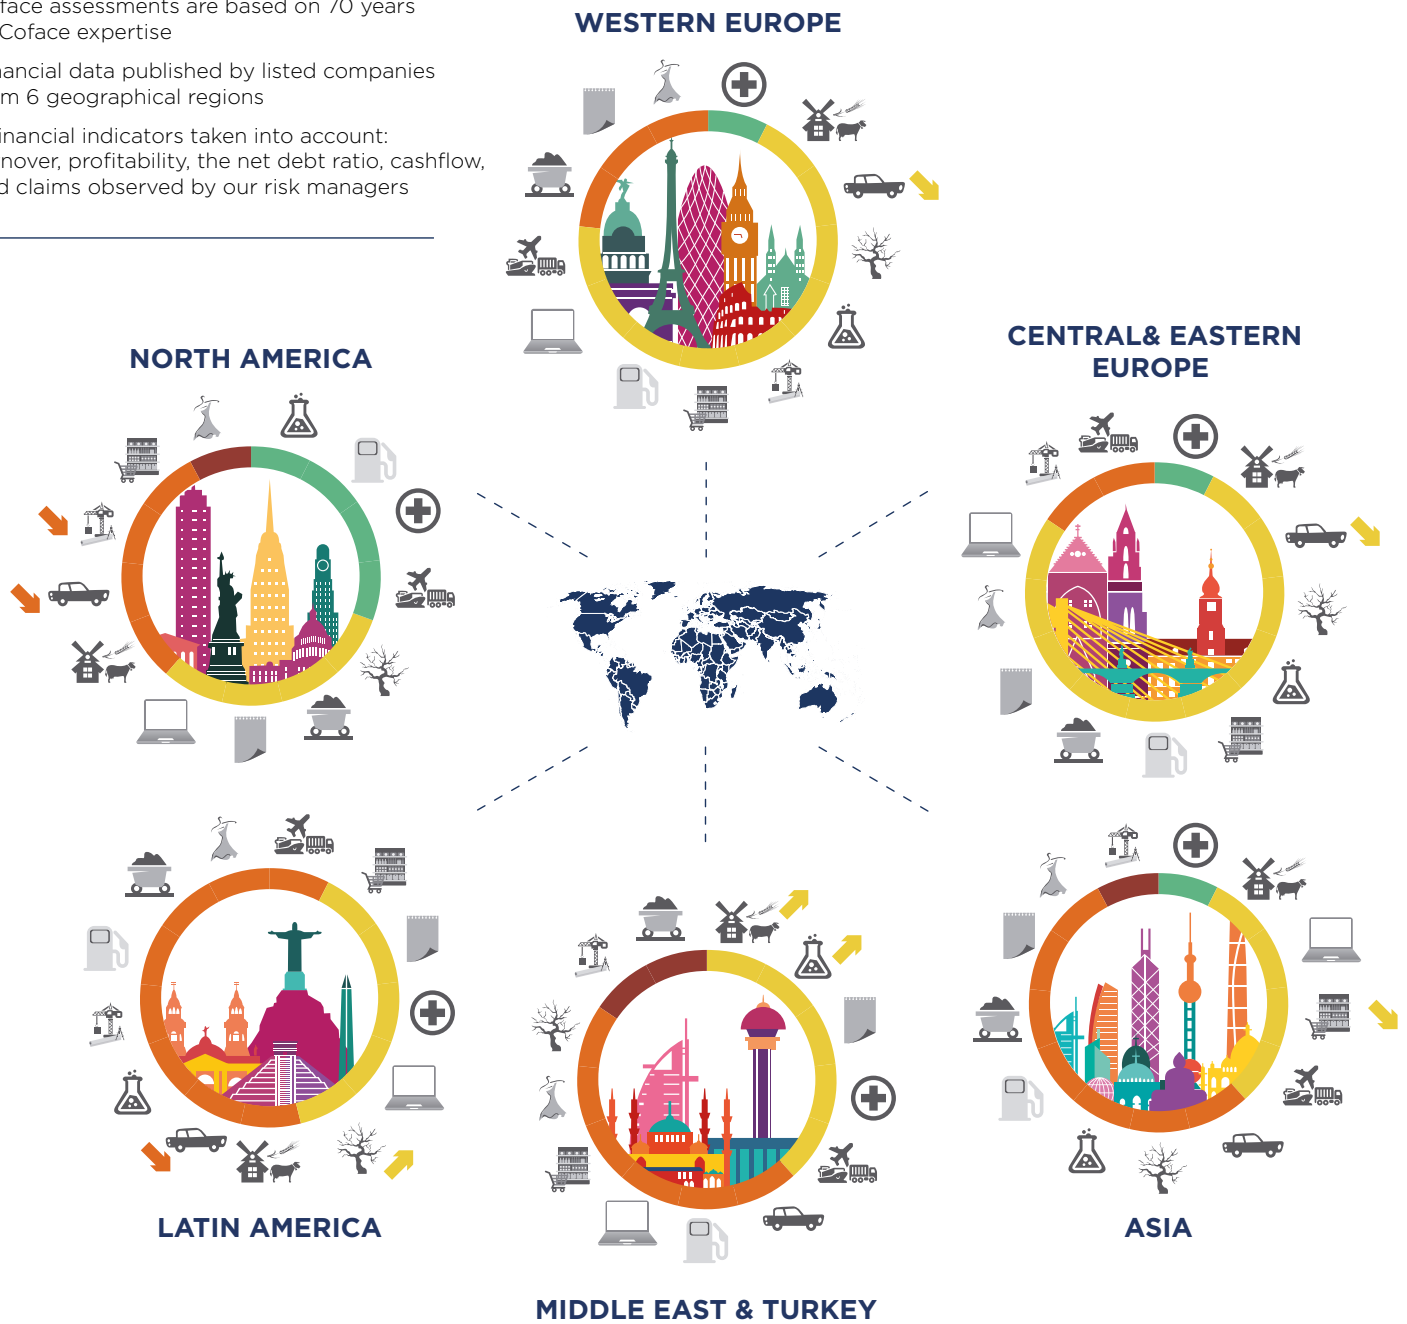 face assessments are based on 70 years
Coface expertise
ancial data published by listed companies
m 6 geographical regions
inancial indicators taken into account:
nover, profitability, the net debt ratio, cashflow,
d claims observed by our risk managers
WESTERN EUROPE
CENTRAL& EASTERN
EUROPE
NORTH AMERICA
LATIN AMERICA
ASIA
MIDDLE EAST & TURKEY